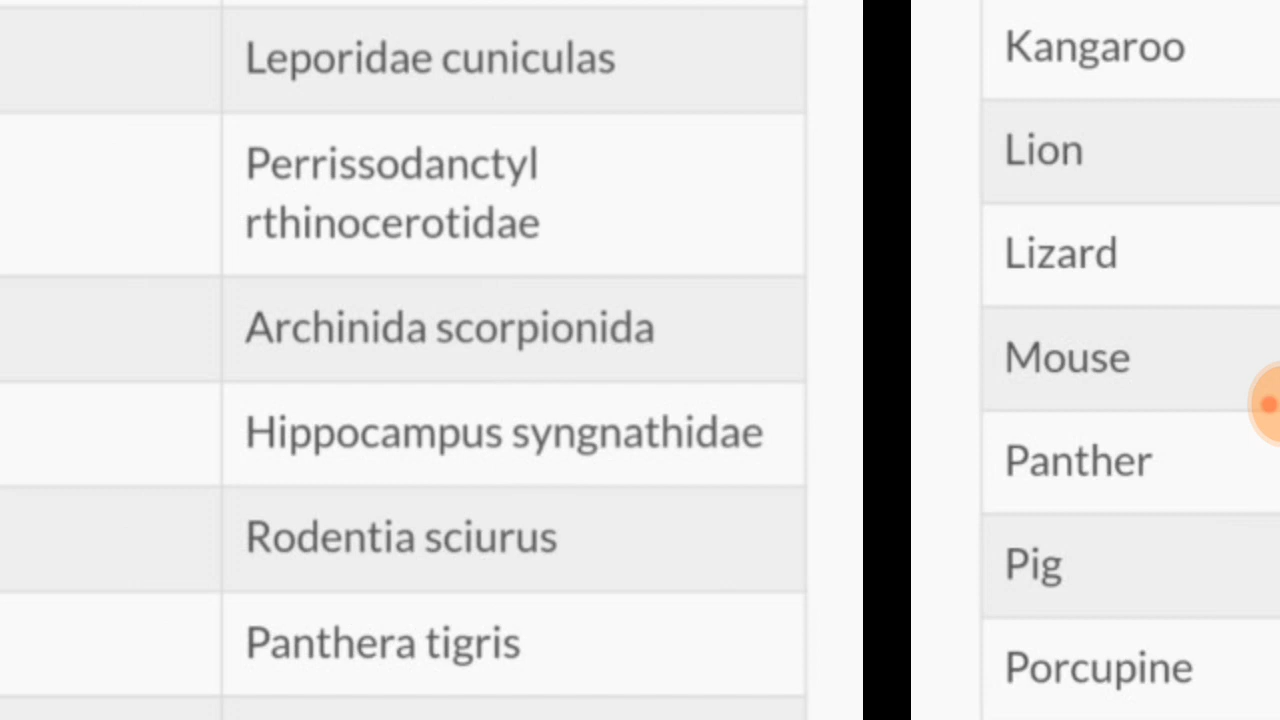 Leporidae cuniculas
Perrissodanctyl
rthinocerotidae
Archinida scorpionida
Hippocampus syngnathidae
Rodentia sciurus
Panthera tigris
Kangaroo
Lion
Lizard
Mouse
Panther
Pig
Porcupine